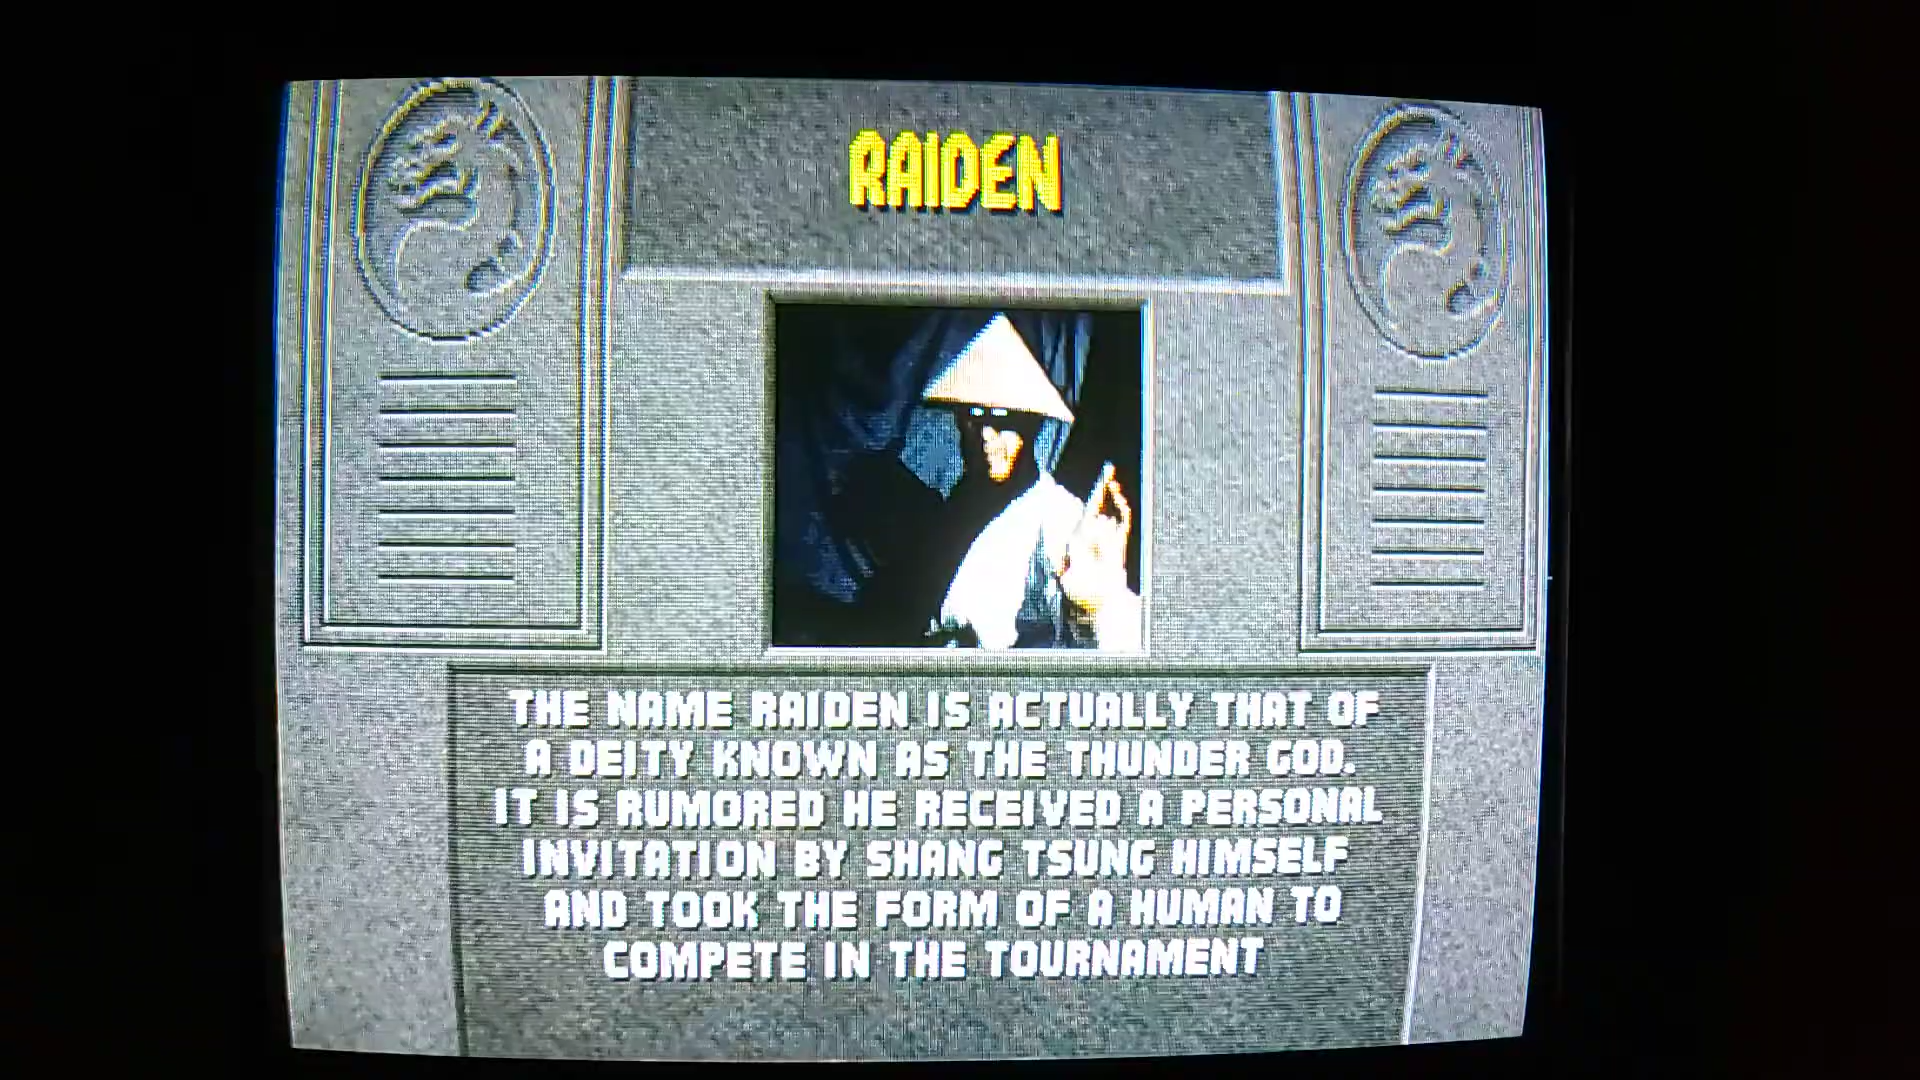 RAIDEN
THE NAME RAIDEN IS ACTUALLY THAT OF
A DEITY KNOWN AS THE THUNDER GOD.
IT IS RUMORED HE RECEIVED A PERSONAL
INVITATION BY SHANG TSUNG HIMSELF
AND TOOK THE FORM OF A HUMAN TO
COMPETE IN THE TOURNAMENT